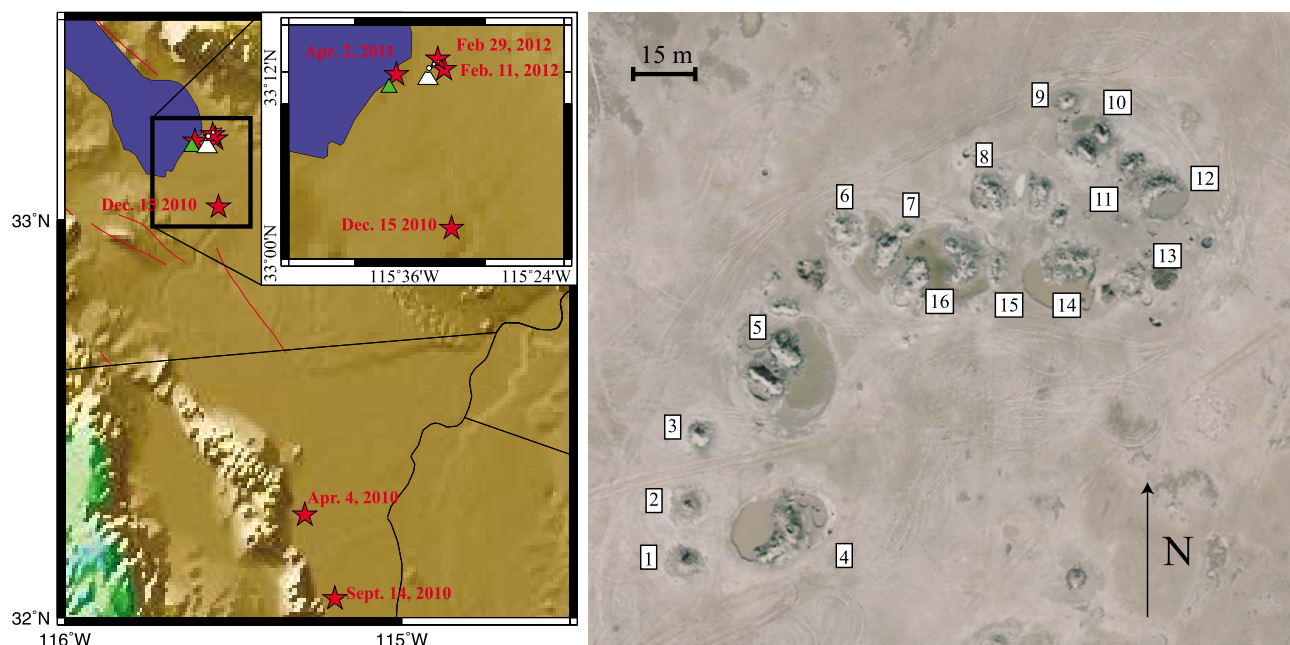 Apr. 2, 2011
Feb 29, 2012
Feb. 11, 2012
33°12'N
Dec. 15 2010
33°00'N
115°36'W
115°24'W
33°N
Dec. 15 2010
Apr. 4, 2010
Sept. 14, 2010
32°N
116°W
115°W
15 m
9
10
8
12
6
7
11
13
16
15
14
5
3
2
1
4
N